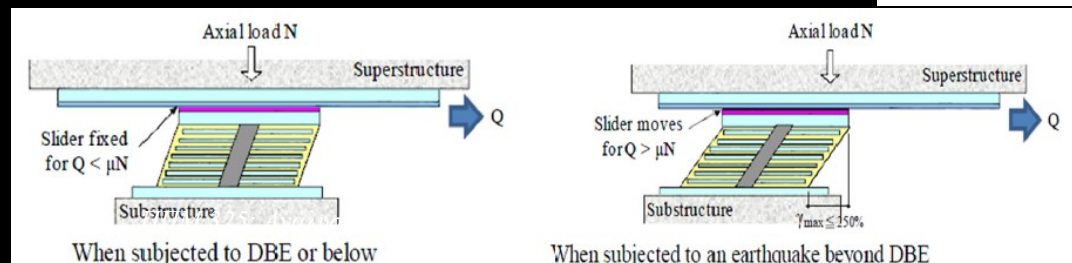 Axial load N
Superstructure
Slider fixed
for Q < μN
Q
Substructure
When subjected to DBE or below
Axial load N
Superstructure
Slider moves
for Q > μN
Q
Substructure
γmax ≦ 250%
When subjected to an earthquake beyond DBE